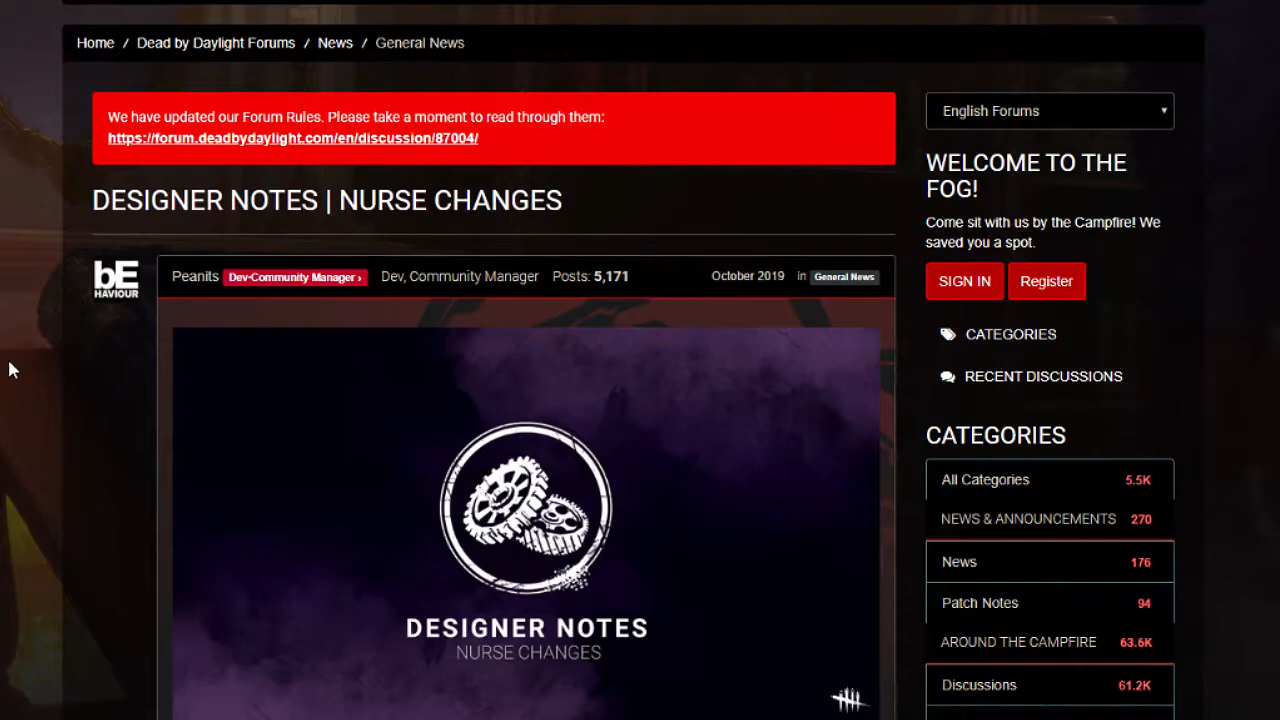 Home / Dead by Daylight Forums / News / General News
We have updated our Forum Rules. Please take a moment to read through them:
https://forum.deadbydaylight.com/en/discussion/87004/
DESIGNER NOTES | NURSE CHANGES
bE
HAVIOUR
Peanits Dev-Community Manager › Dev, Community Manager Posts: 5,171 October 2019 in General News
DESIGNER NOTES
NURSE CHANGES
English Forums
WELCOME TO THE
FOG!
Come sit with us by the Campfire! We
saved you a spot.
SIGN IN Register
CATEGORIES
RECENT DISCUSSIONS
CATEGORIES
All Categories 5.5K
NEWS & ANNOUNCEMENTS 270
News 176
Patch Notes 94
AROUND THE CAMPFIRE 63.6K
Discussions 61.2K